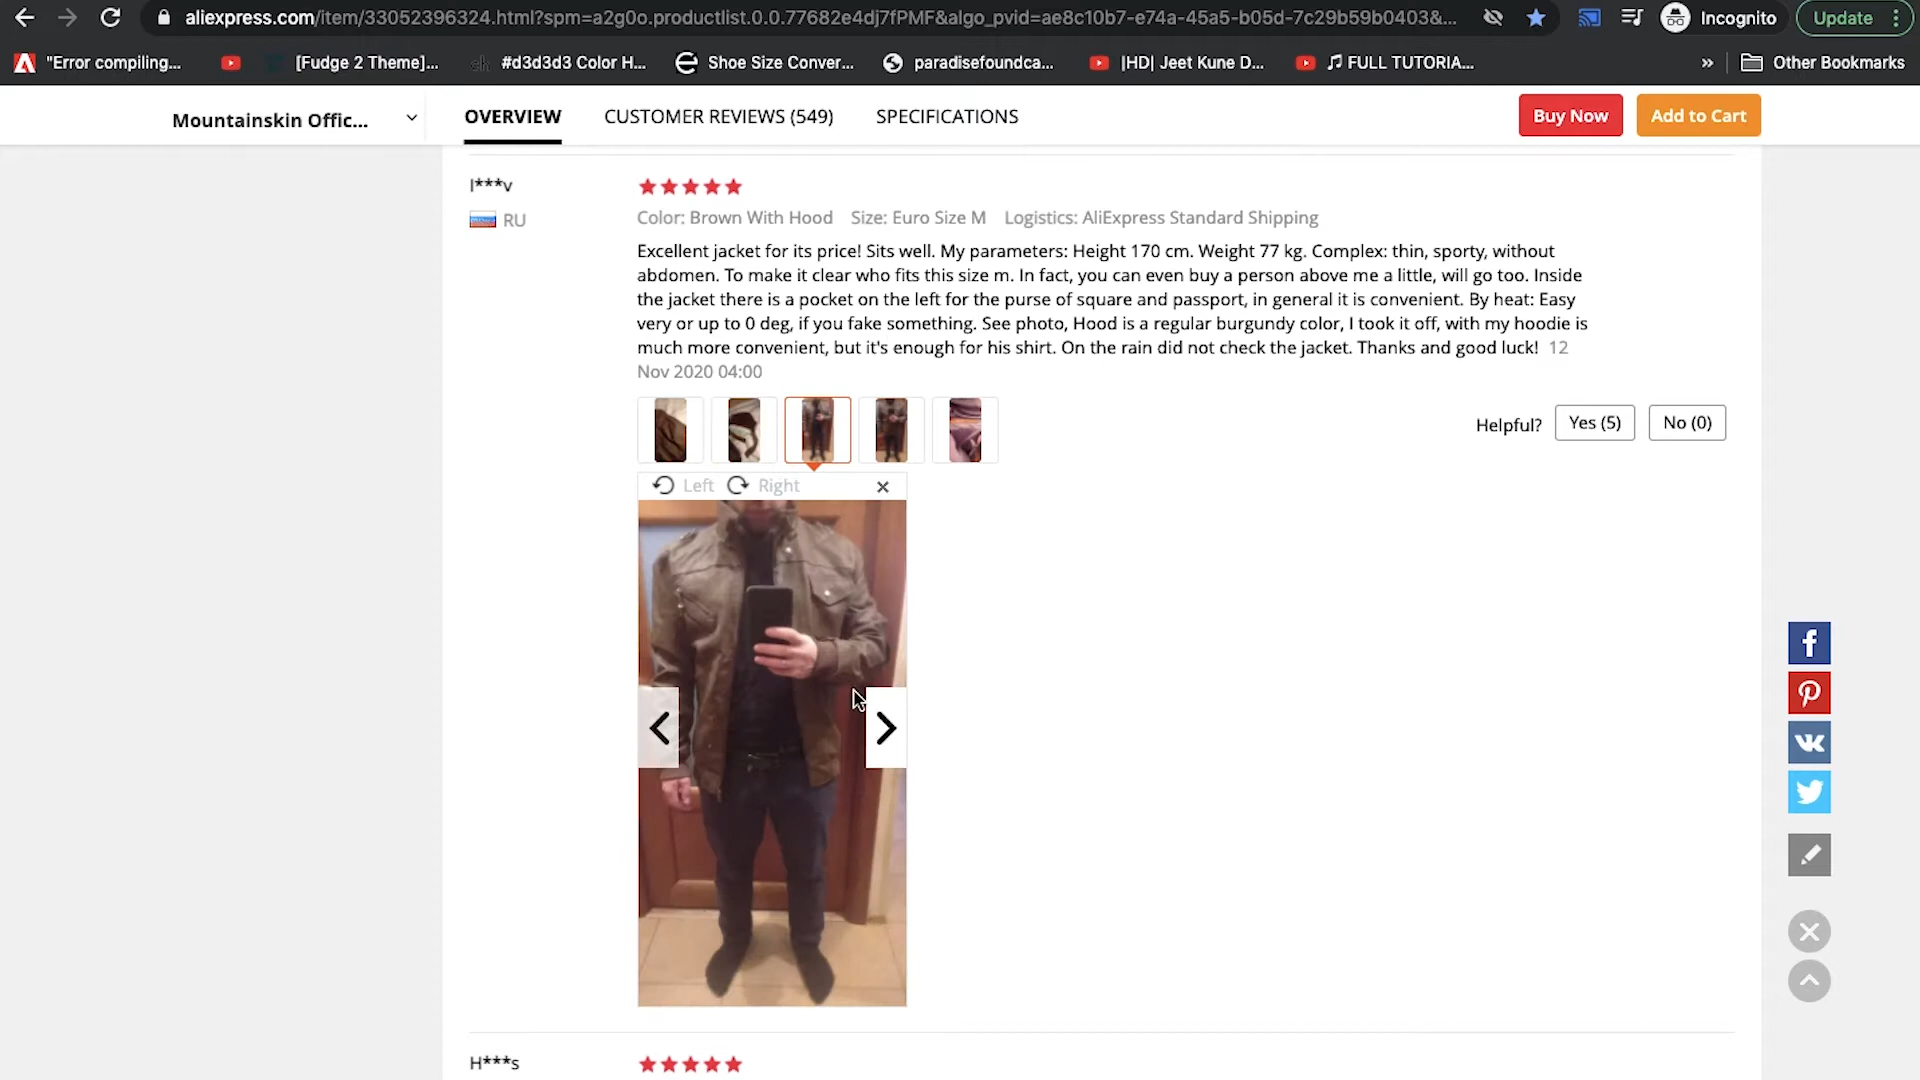 aliexpress.com/item/33052396324.html?spm=a2g0o.productlist.0.0.77682e4dj7fPMF&algo_pvid=ae8c10b7-e74a-45a5-b05d-7c29b59b0403&...
Incognito
Update
"Error compiling...
[Fudge 2 Theme]...
#d3d3d3 Color H...
Shoe Size Conver...
paradisefoundca...
|HD| Jeet Kune D...
🎵 FULL TUTORIA...
»
Other Bookmarks
Mountainskin Offic...
OVERVIEW
CUSTOMER REVIEWS (549)
SPECIFICATIONS
Buy Now
Add to Cart
I***v
RU
Color: Brown With Hood Size: Euro Size M Logistics: AliExpress Standard Shipping
Excellent jacket for its price! Sits well. My parameters: Height 170 cm. Weight 77 kg. Complex: thin, sporty, without
abdomen. To make it clear who fits this size m. In fact, you can even buy a person above me a little, will go too. Inside
the jacket there is a pocket on the left for the purse of square and passport, in general it is convenient. By heat: Easy
very or up to 0 deg, if you fake something. See photo, Hood is a regular burgundy color, I took it off, with my hoodie is
much more convenient, but it's enough for his shirt. On the rain did not check the jacket. Thanks and good luck! 12
Nov 2020 04:00
Helpful?
Yes (5)
No (0)
Left
Right
H***s